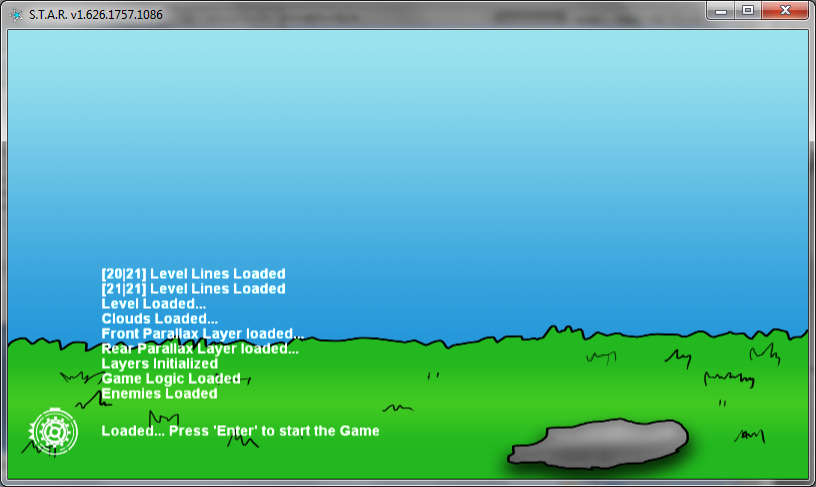 S.T.A.R. v1.626.1757.1086
[20|21] Level Lines Loaded
[21|21] Level Lines Loaded
Level Loaded...
Clouds Loaded...
Front Parallax Layer loaded...
Rear Parallax Layer loaded...
Layers Initialized
Game Logic Loaded
Enemies Loaded
Loaded... Press 'Enter' to start the Game